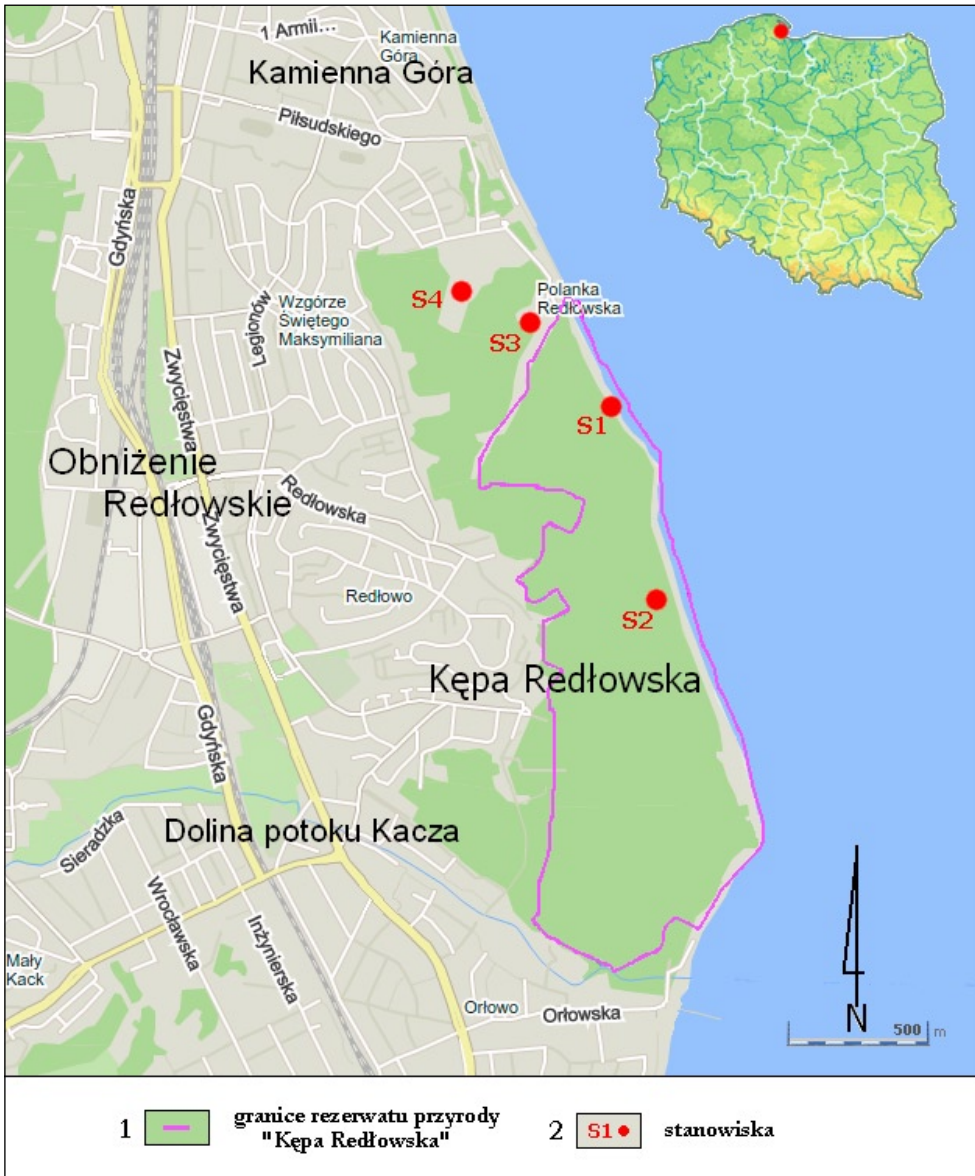 1 Armii...
Kamienna
Góra
Kamienna Góra
Piłsudskiego
Gdyńska
S4
Polanka
Redłowska
Wzgórze
Świętego
Maksymiliana
Legionów
S3
Zwycięstwa
S1
Obniżenie
Redłowskie
Redłowska
Zwycięstwa
Redłowo
S2
Kępa Redłowska
Gdyńska
Dolina potoku Kacza
Sieradzka
Wrocławska
Inżynierska
Mały
Kack
Orłowo
Orłowska
N
500 m
1 granice rezerwatu przyrody
"Kępa Redłowska"
2 S1 stanowiska